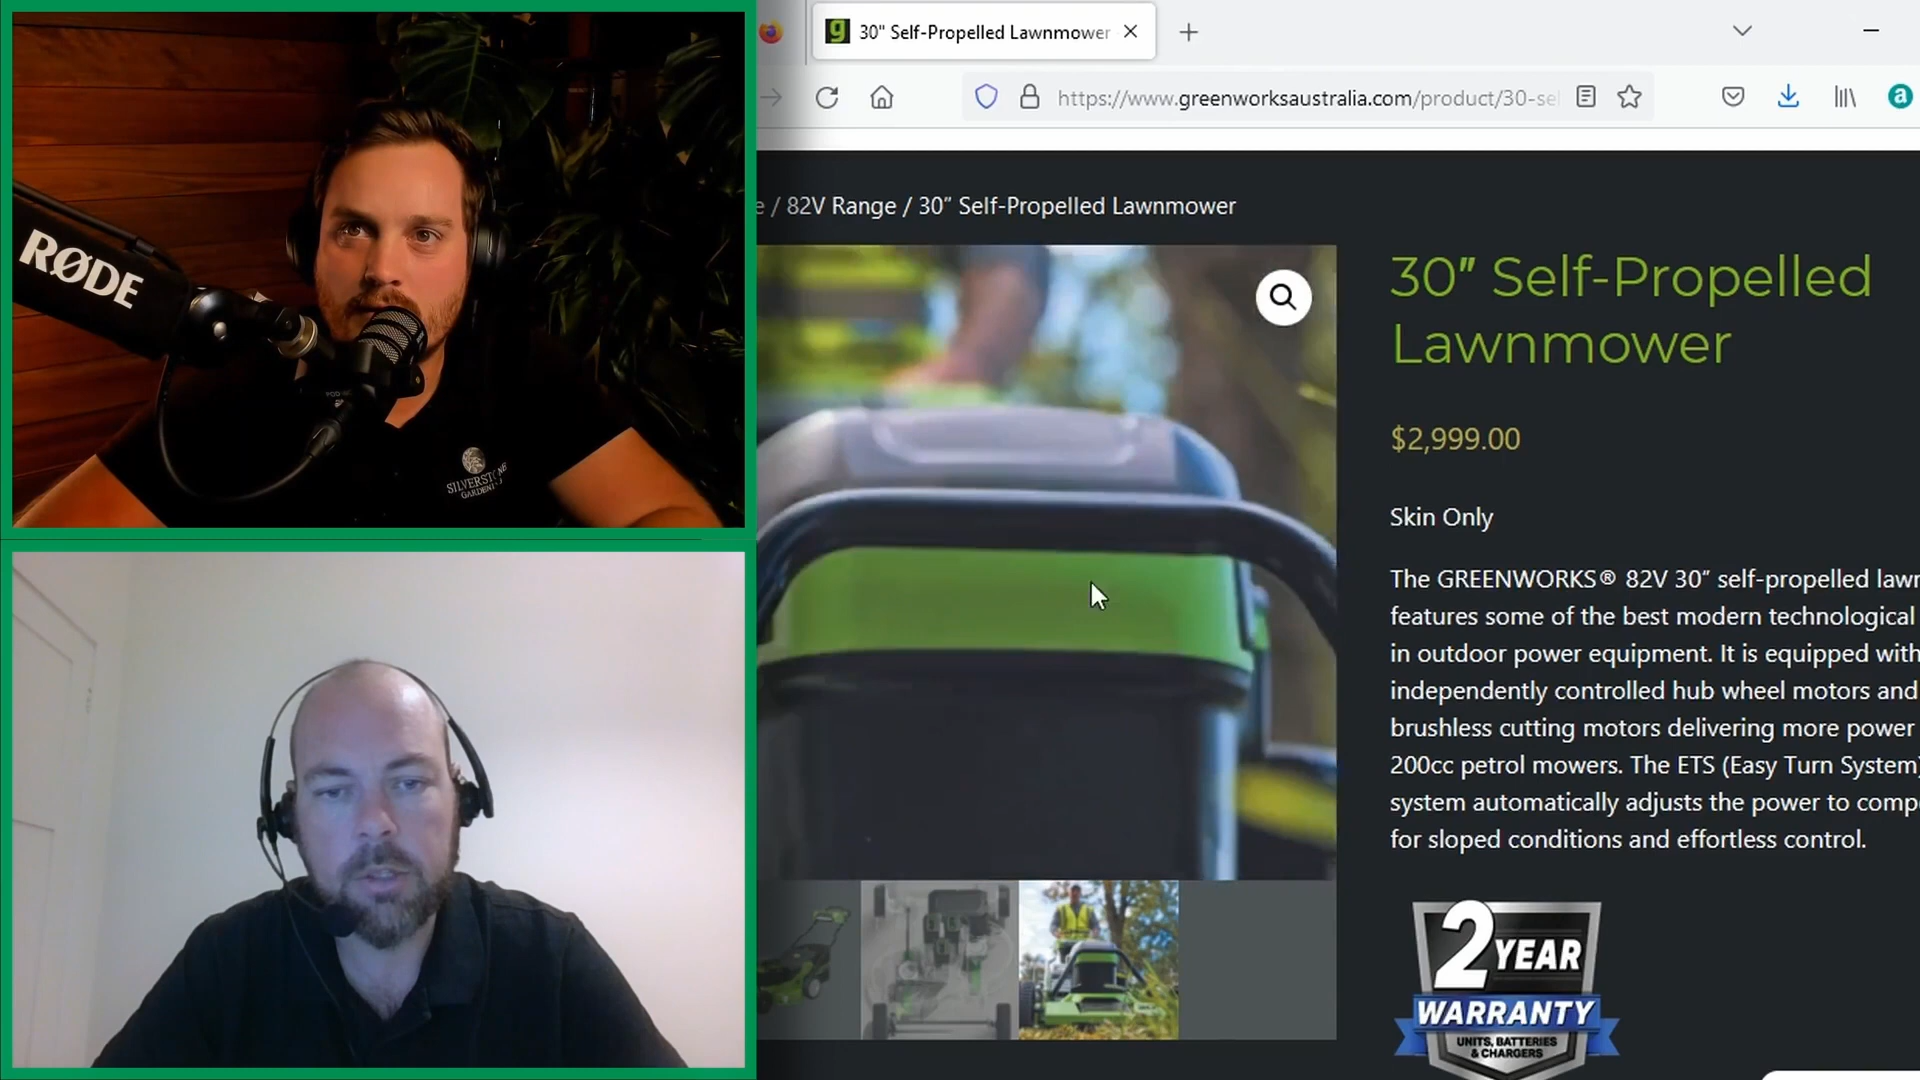 RØDE
SILVERSTONE
GARDENING
30" Self-Propelled Lawnmower
https://www.greenworksaustralia.com/product/30-sel
e / 82V Range / 30″ Self-Propelled Lawnmower
30″ Self-Propelled
Lawnmower
$2,999.00
Skin Only
The GREENWORKS® 82V 30″ self-propelled lawn
features some of the best modern technological
in outdoor power equipment. It is equipped with
independently controlled hub wheel motors and
brushless cutting motors delivering more power
200cc petrol mowers. The ETS (Easy Turn System)
system automatically adjusts the power to comp
for sloped conditions and effortless control.
2 YEAR
WARRANTY
UNITS, BATTERIES
& CHARGERS